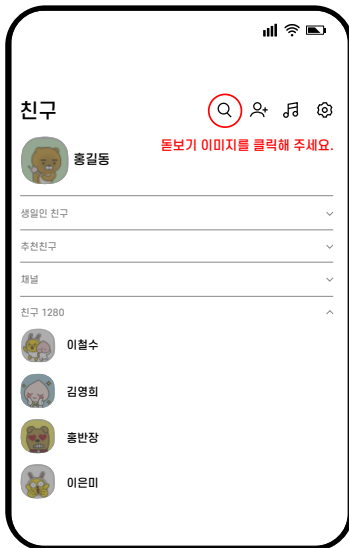 친구
돋보기 이미지를 클릭해 주세요.
홍길동
생일인 친구
추천친구
채널
친구 1280
이철수
김영희
홍반장
이은미